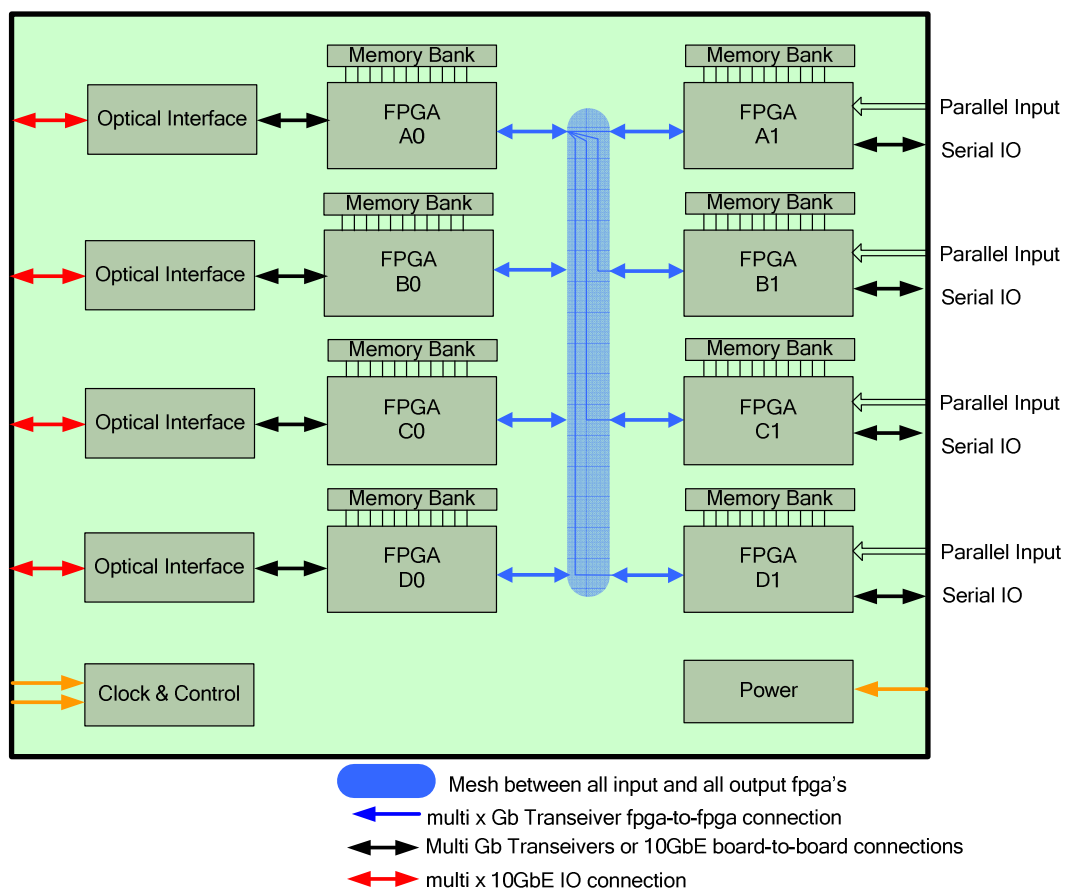 Memory Bank
Memory Bank
Optical Interface
FPGA
A0
FPGA
A1
Parallel Input
Serial IO
Memory Bank
Memory Bank
Optical Interface
FPGA
B0
FPGA
B1
Parallel Input
Serial IO
Memory Bank
Memory Bank
Optical Interface
FPGA
C0
FPGA
C1
Parallel Input
Serial IO
Memory Bank
Memory Bank
Optical Interface
FPGA
D0
FPGA
D1
Parallel Input
Serial IO
Clock & Control
Power
Mesh between all input and all output fpga's
multi x Gb Transeiver fpga-to-fpga connection
Multi Gb Transeivers or 10GbE board-to-board connections
multi x 10GbE IO connection